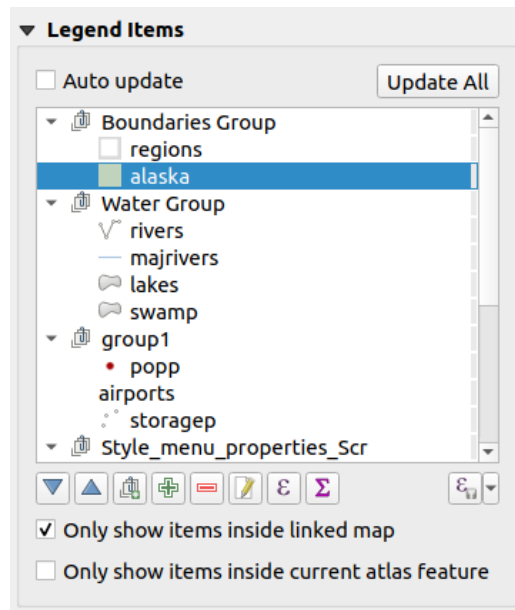 Legend Items
Auto update
Update All
Boundaries Group
regions
alaska
Water Group
rivers
majrivers
lakes
swamp
group1
popp
airports
storagep
Style_menu_properties_Scr
ε Σ ε
Only show items inside linked map
Only show items inside current atlas feature